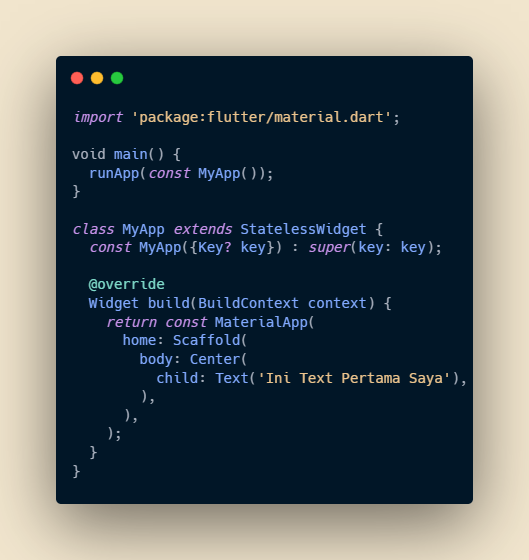 import 'package:flutter/material.dart';

void main() {
  runApp(const MyApp());
}

class MyApp extends StatelessWidget {
  const MyApp({Key? key}) : super(key: key);

  @override
  Widget build(BuildContext context) {
    return const MaterialApp(
      home: Scaffold(
        body: Center(
          child: Text('Ini Text Pertama Saya'),
        ),
      ),
    );
  }
}